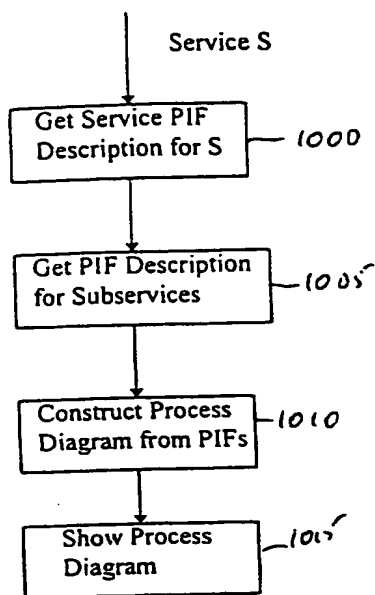 Service S
Get Service PIF
Description for S
1000
Get PIF Description
for Subservices
1005
Construct Process
Diagram from PIFs
1010
Show Process
Diagram
1015